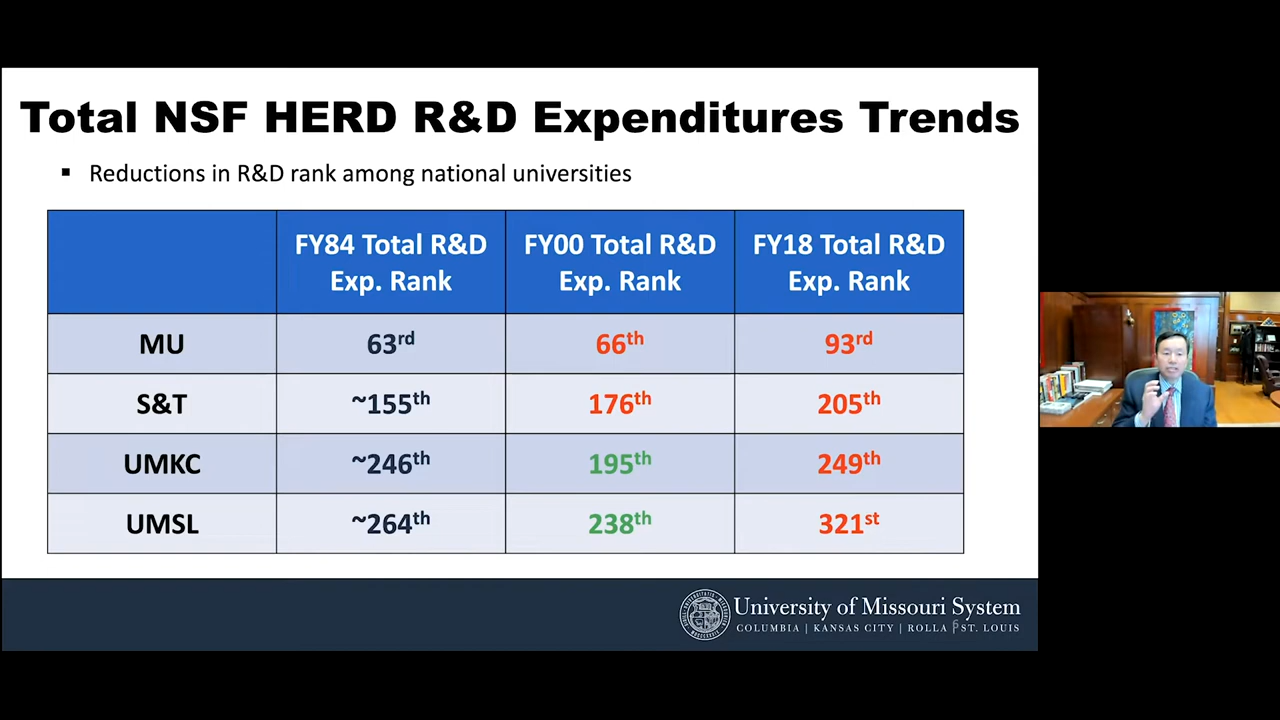 Total NSF HERD R&D Expenditures Trends
▪ Reductions in R&D rank among national universities
FY84 Total R&D Exp. Rank
FY00 Total R&D Exp. Rank
FY18 Total R&D Exp. Rank
MU 63rd 66th 93rd
S&T ~155th 176th 205th
UMKC ~246th 195th 249th
UMSL ~264th 238th 321st
University of Missouri System
COLUMBIA | KANSAS CITY | ROLLA | ST. LOUIS
5